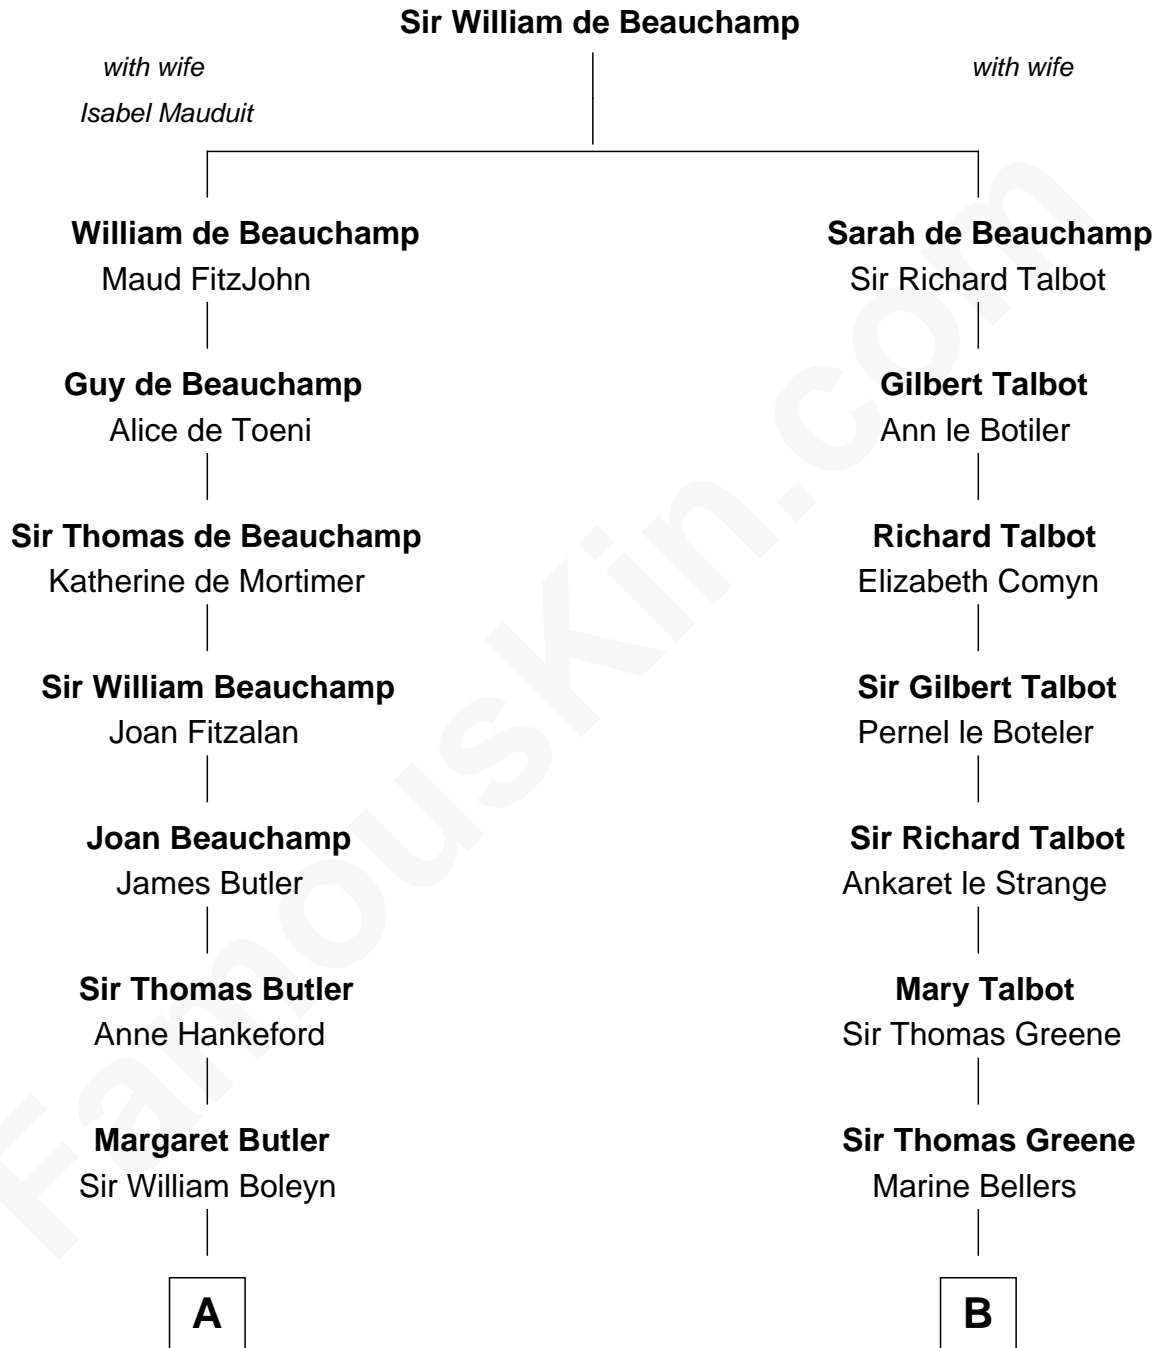 Sir William de Beauchamp
with wife
with wife
Isabel Mauduit
William de Beauchamp
Sarah de Beauchamp
Maud FitzJohn
Sir Richard Talbot
Guy de Beauchamp
Gilbert Talbot
Alice de Toeni
Ann le Botiler
Sir Thomas de Beauchamp
Richard Talbot
Katherine de Mortimer
Elizabeth Comyn
Sir William Beauchamp
Sir Gilbert Talbot
Joan Fitzalan
Pernel le Boteler
Joan Beauchamp
Sir Richard Talbot
James Butler
Ankaret le Strange
Sir Thomas Butler
Mary Talbot
Anne Hankeford
Sir Thomas Greene
Margaret Butler
Sir Thomas Greene
Sir William Boleyn
Marine Bellers
A
B
FamousKin.com